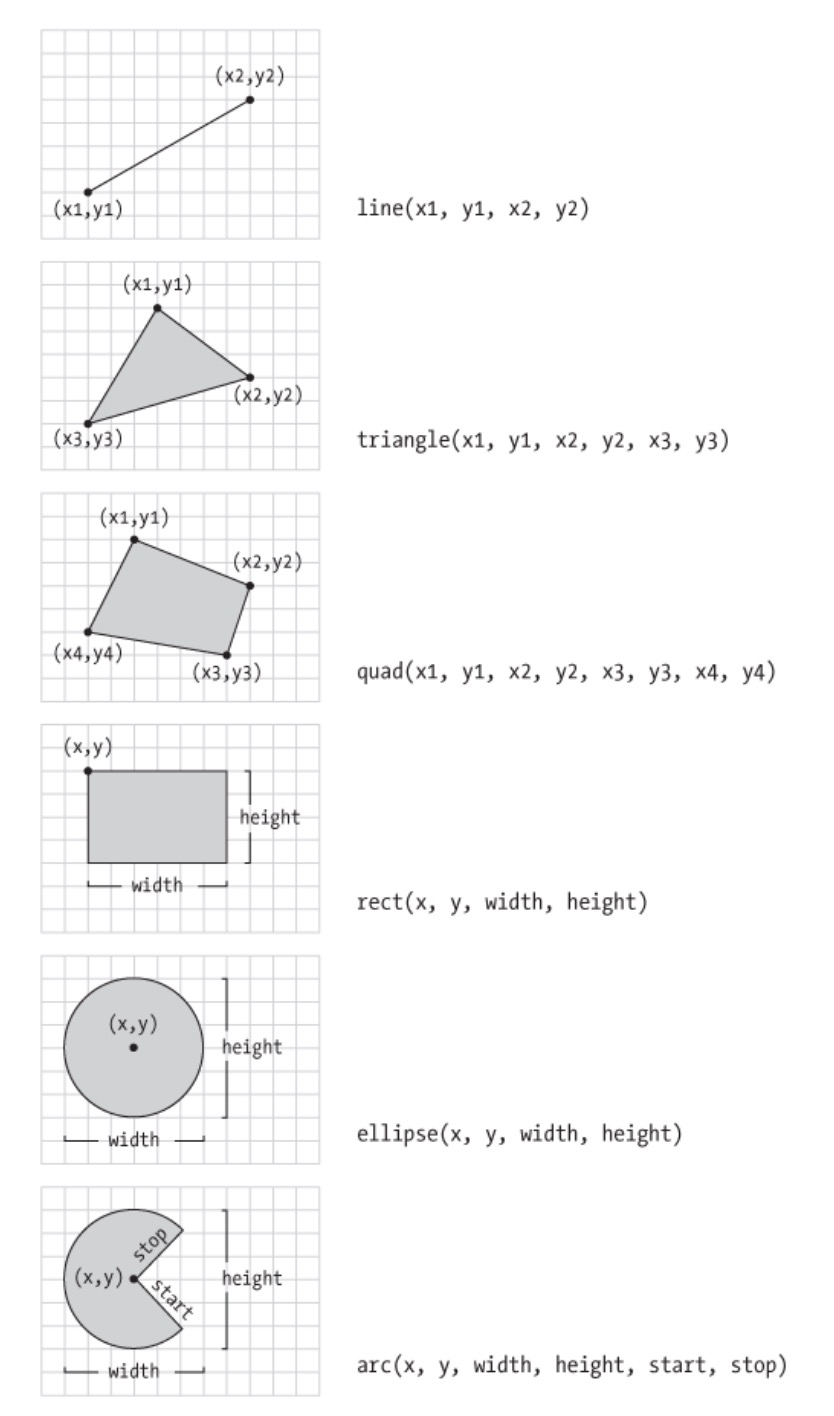 (x2,y2)
(x1,y1)
line(x1, y1, x2, y2)
(x1,y1)
(x2,y2)
(x3,y3)
triangle(x1, y1, x2, y2, x3, y3)
(x1,y1)
(x2,y2)
(x4,y4)
(x3,y3)
quad(x1, y1, x2, y2, x3, y3, x4, y4)
(x,y)
height
width
rect(x, y, width, height)
(x,y)
height
width
ellipse(x, y, width, height)
stop
(x,y)
start
height
width
arc(x, y, width, height, start, stop)